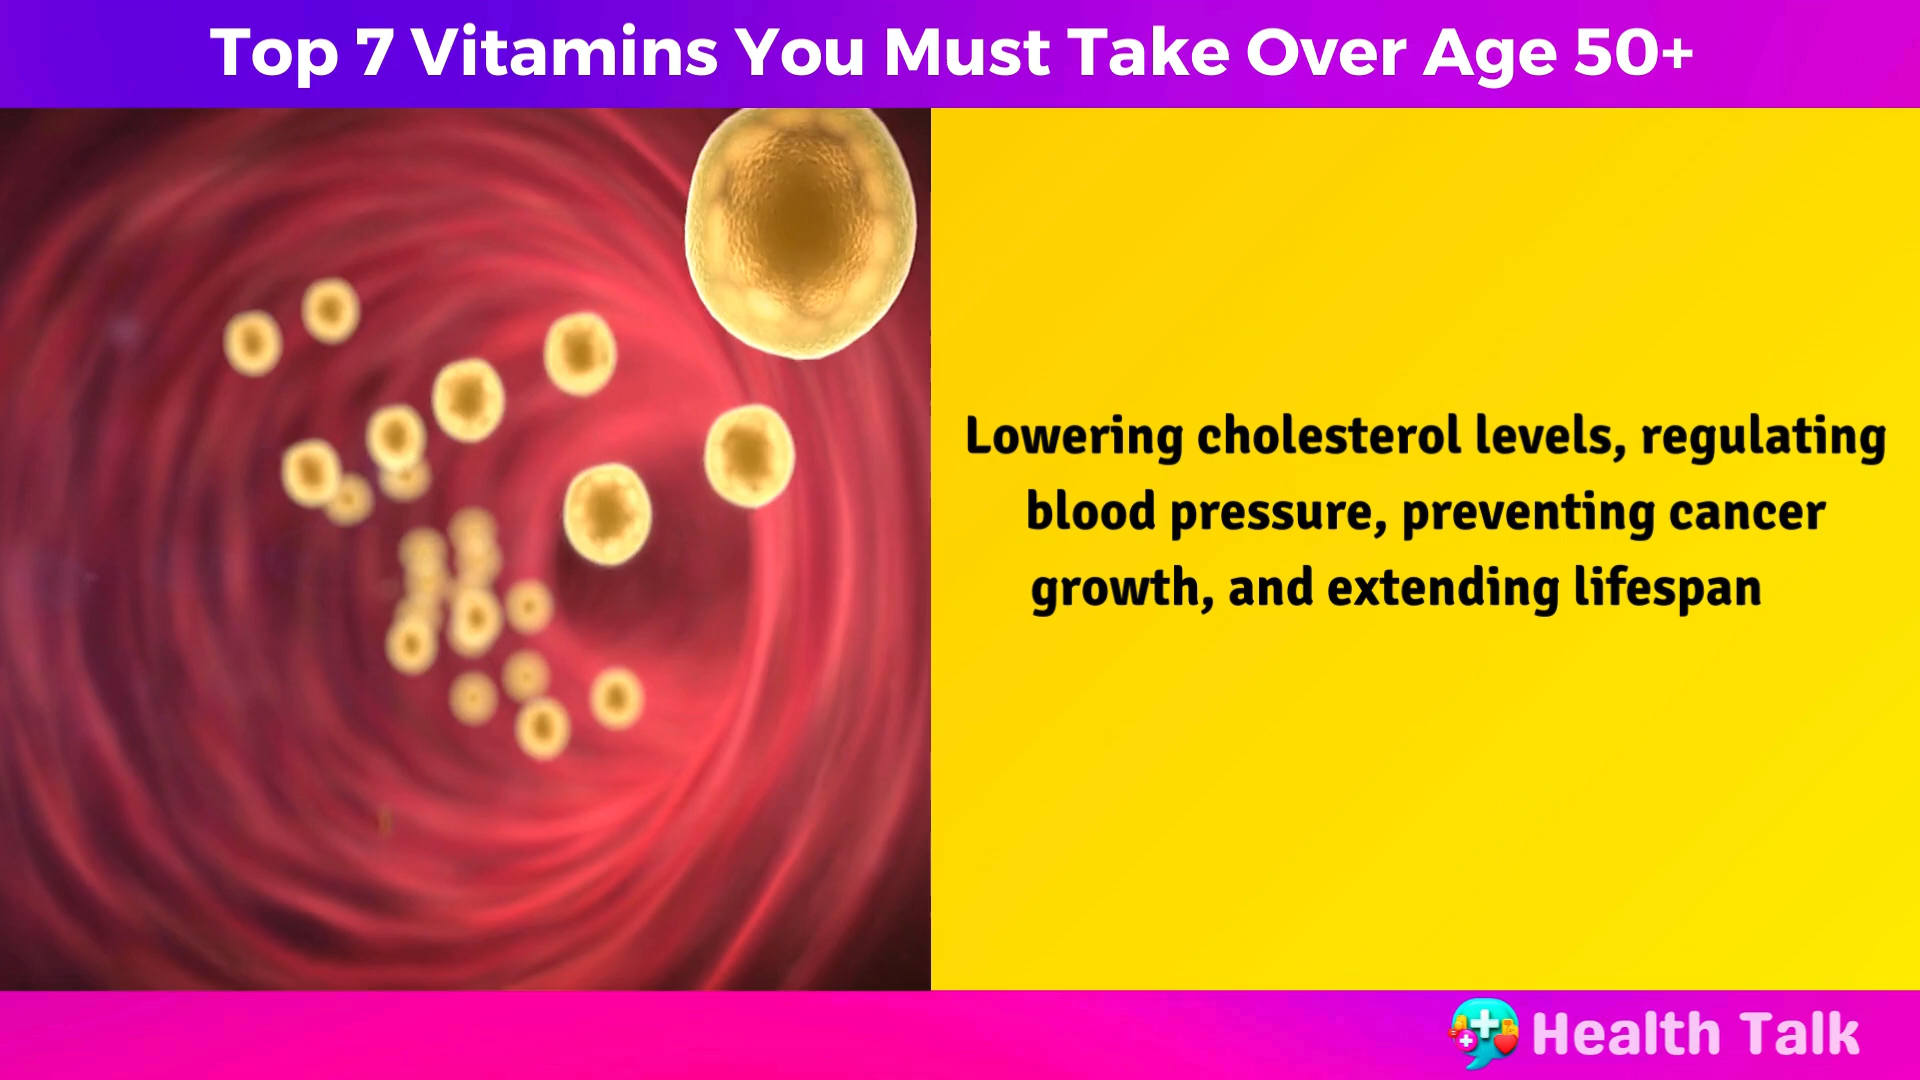 Top 7 Vitamins You Must Take Over Age 50+
Lowering cholesterol levels, regulating
blood pressure, preventing cancer
growth, and extending lifespan
Health Talk